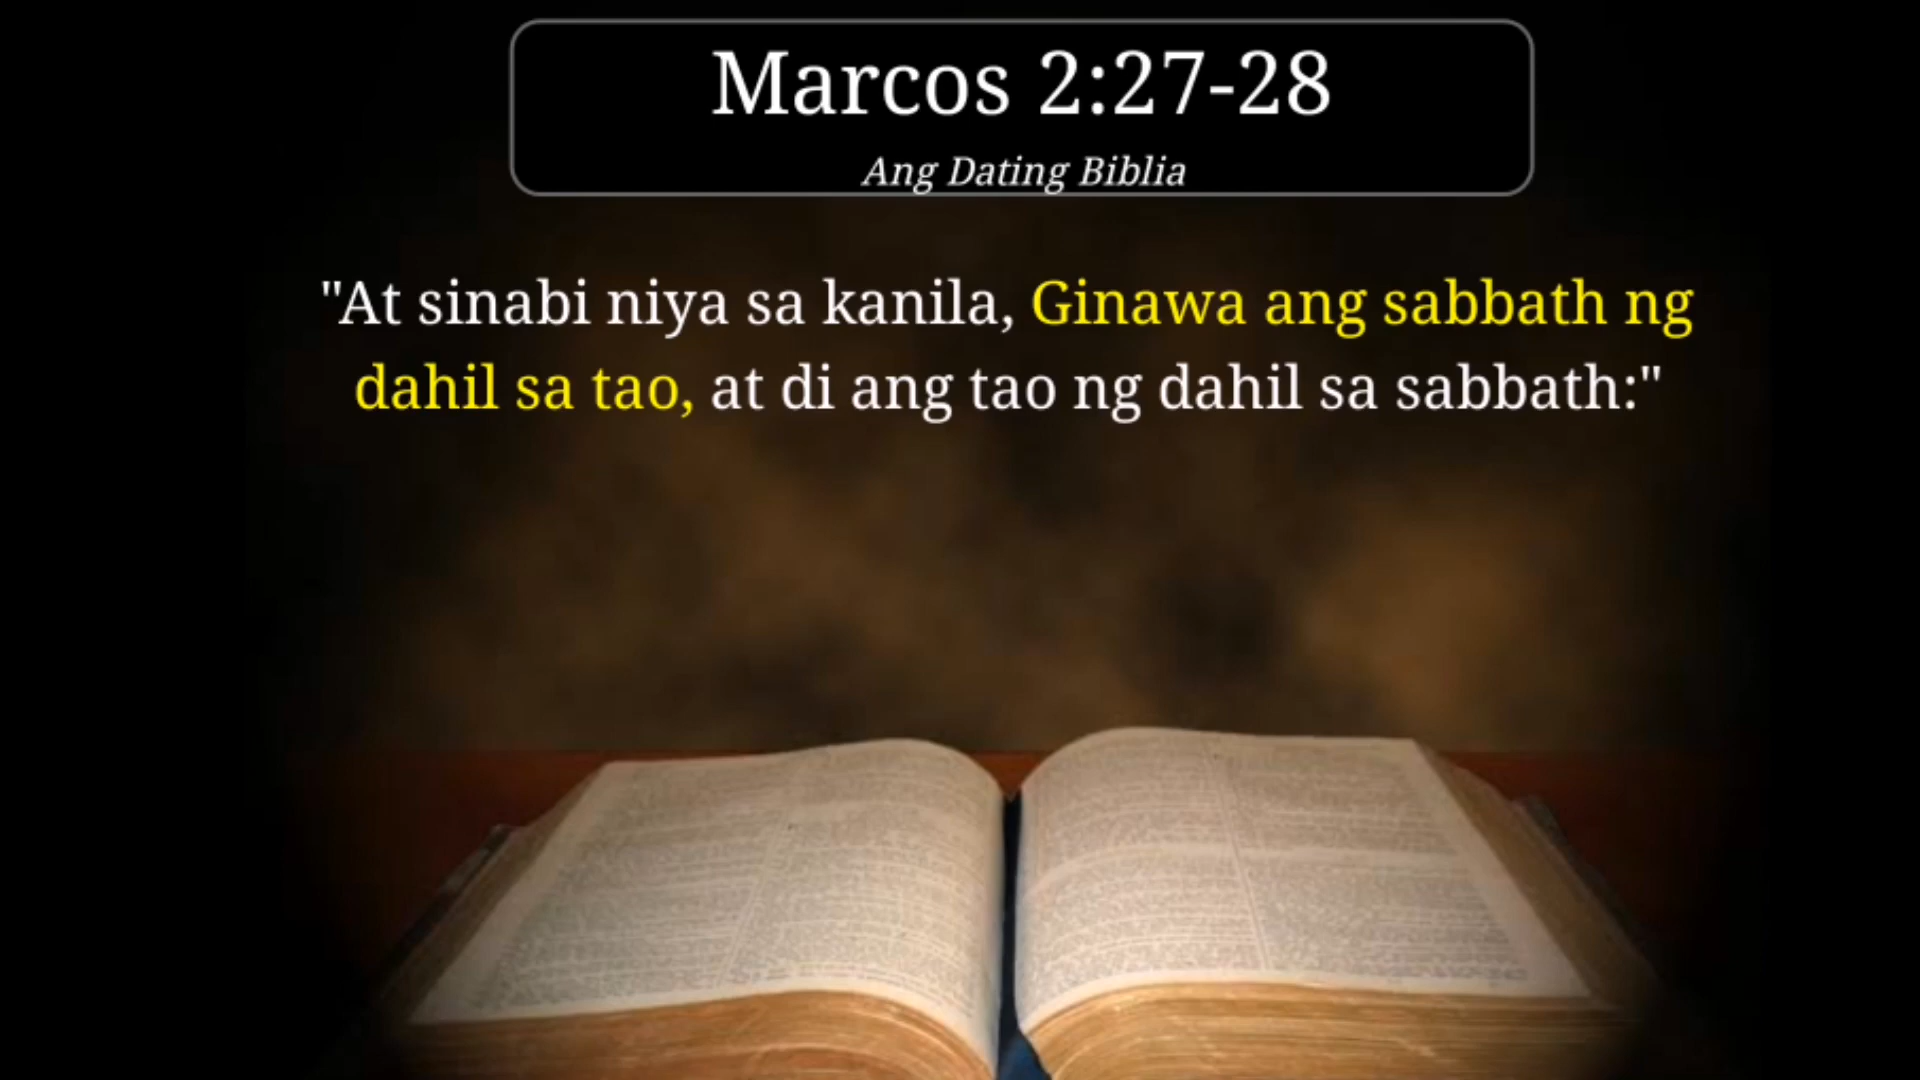 Marcos 2:27-28
Ang Dating Biblia
"At sinabi niya sa kanila, Ginawa ang sabbath ng
dahil sa tao, at di ang tao ng dahil sa sabbath:"